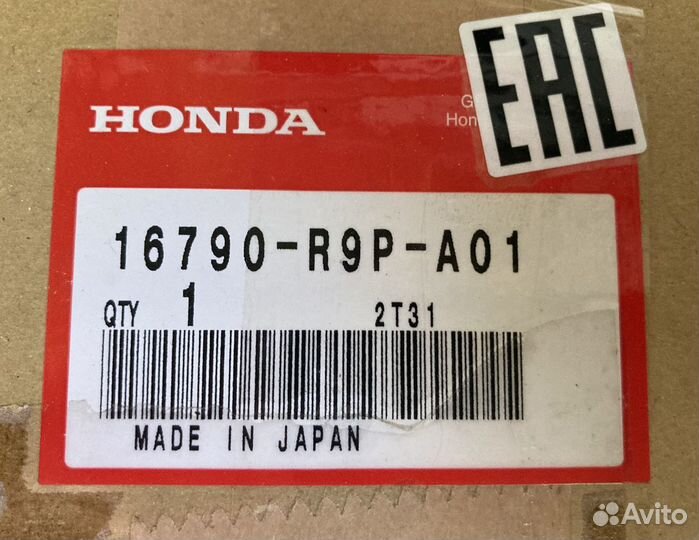 HONDA
EAC
16790-R9P-A01
QTY 1 2T31
MADE IN JAPAN
Avito